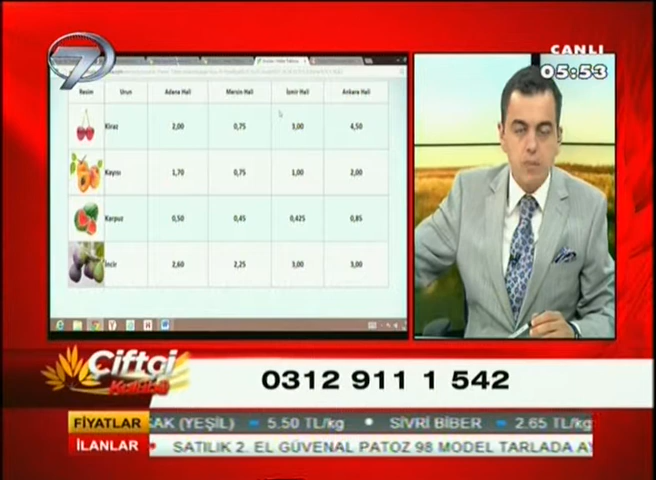 7
CANLI
05:53
Resim Urun Adana Hali Mersin Hali İzmir Hali Ankara Hali
Kiraz 2,00 0,75 3,00 4,50
Kayısı 1,70 0,75 1,00 2,00
Karpuz 0,50 0,45 0,425 0,85
İncir 2,60 2,25 3,00 3,00
Çiftçi
Kulübü
0312 911 1 542
FİYATLAR
AK (YEŞİL) = 5.50 TL/kg • SİVRİ BİBER = 2.65 TL/kg
İLANLAR
• SATILIK 2. EL GÜVENAL PATOZ 98 MODEL TARLADA AY